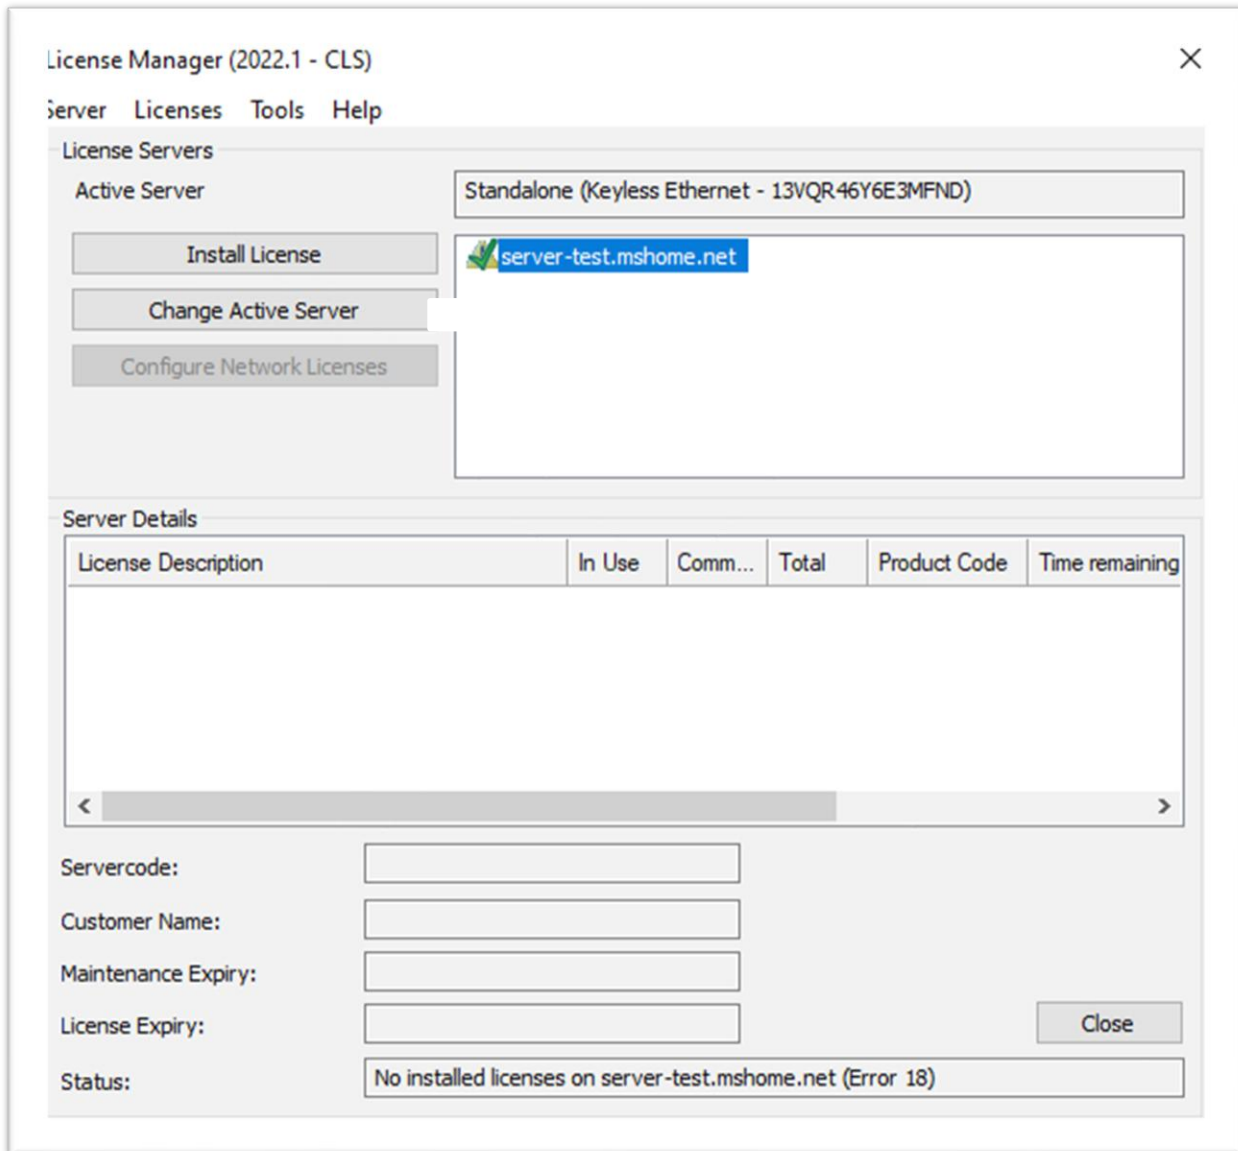 License Manager (2022.1 - CLS)
Server Licenses Tools Help
License Servers
Active Server Standalone (Keyless Ethernet - 13VQR46Y6E3MFND)
Install License server-test.mshome.net
Change Active Server
Configure Network Licenses
Server Details
License Description In Use Comm... Total Product Code Time remaining
Servercode:
Customer Name:
Maintenance Expiry:
License Expiry: Close
Status: No installed licenses on server-test.mshome.net (Error 18)